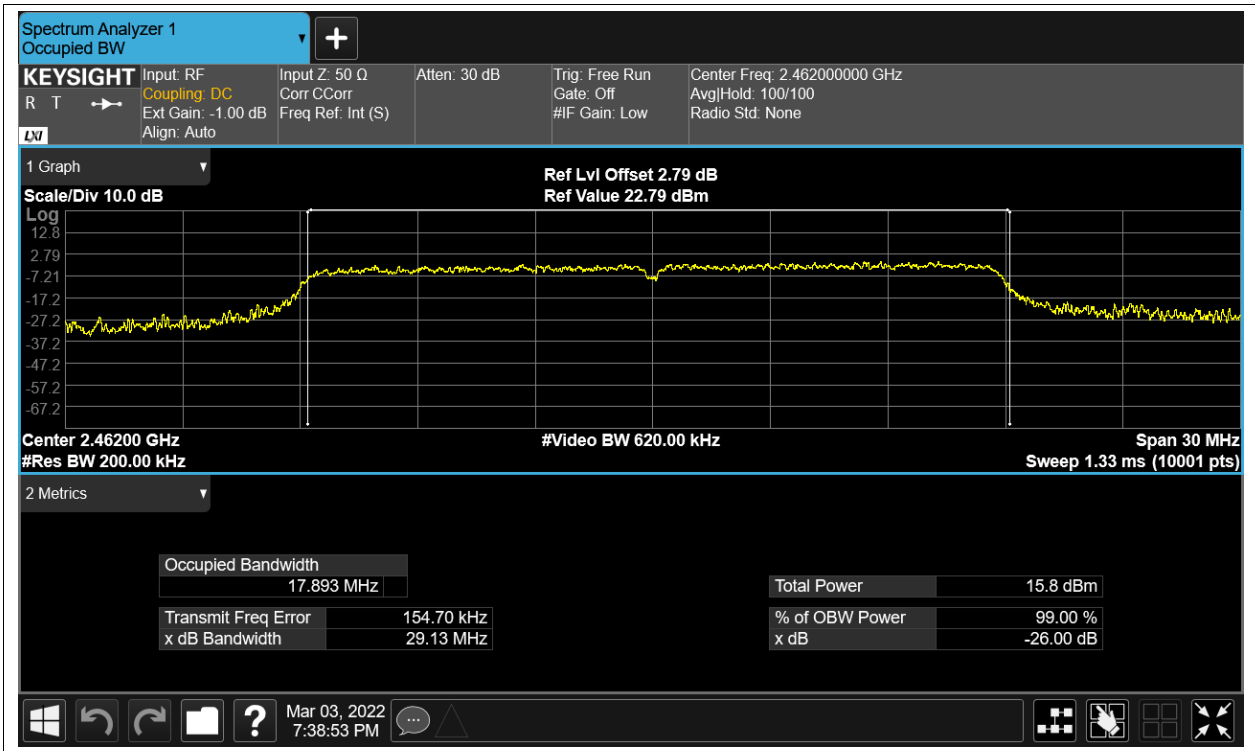 Spectrum Analyzer 1
Occupied BW
KEYSIGHT
R T
LXI
Input: RF
Coupling: DC
Ext Gain: -1.00 dB
Align: Auto
Input Z: 50 Ω
Corr CCorr
Freq Ref: Int (S)
Atten: 30 dB
Trig: Free Run
Gate: Off
#IF Gain: Low
Center Freq: 2.462000000 GHz
Avg|Hold: 100/100
Radio Std: None
1 Graph
Scale/Div 10.0 dB
Ref Lvl Offset 2.79 dB
Ref Value 22.79 dBm
Log
12.8
2.79
-7.21
-17.2
-27.2
-37.2
-47.2
-57.2
-67.2
Center 2.46200 GHz
#Video BW 620.00 kHz
Span 30 MHz
#Res BW 200.00 kHz
Sweep 1.33 ms (10001 pts)
2 Metrics
Occupied Bandwidth
17.893 MHz
Total Power 15.8 dBm
Transmit Freq Error 154.70 kHz
% of OBW Power 99.00 %
x dB Bandwidth 29.13 MHz
x dB -26.00 dB
?
Mar 03, 2022
7:38:53 PM